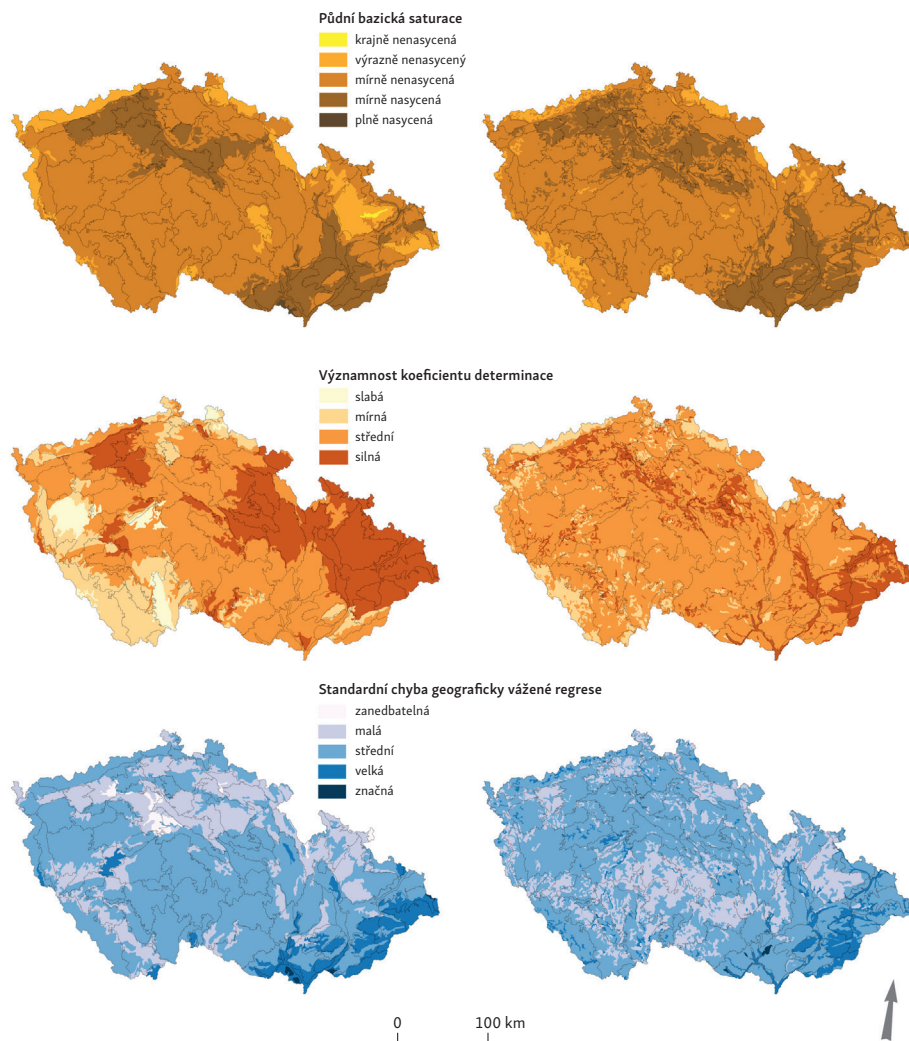 Půdní bazická saturace
krajně nenasycená
výrazně nenasycený
mírně nenasycená
mírně nasycená
plně nasycená
Významnost koeficientu determinace
slabá
mírná
střední
silná
Standardní chyba geograficky vážené regrese
zanedbatelná
malá
střední
velká
značná
0 100 km